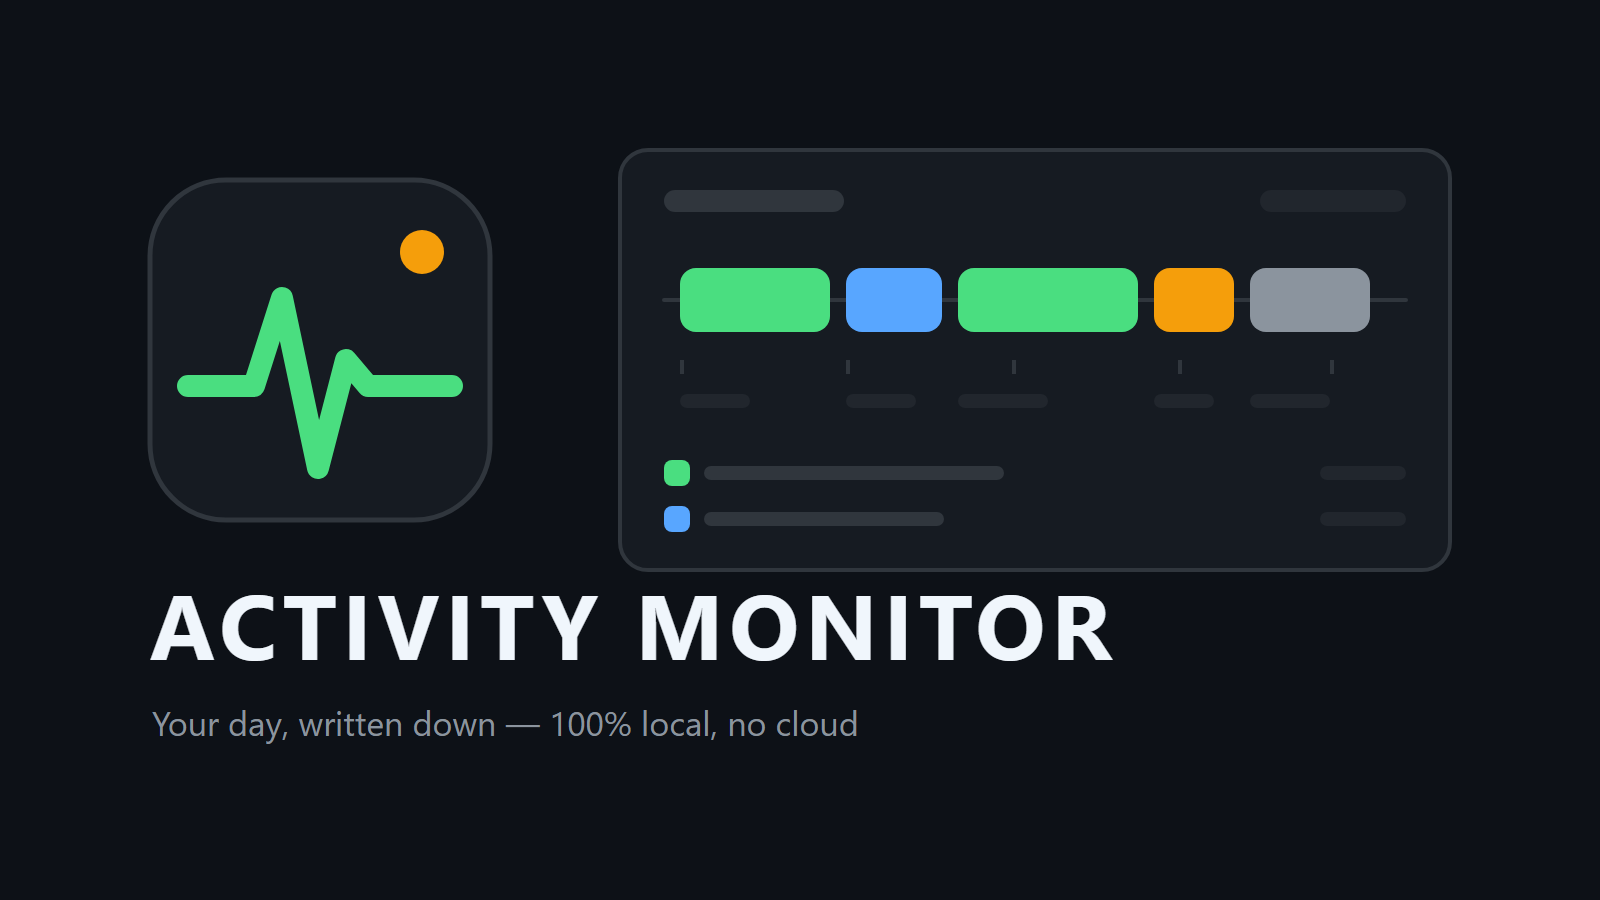 ACTIVITY MONITOR
Your day, written down — 100% local, no cloud